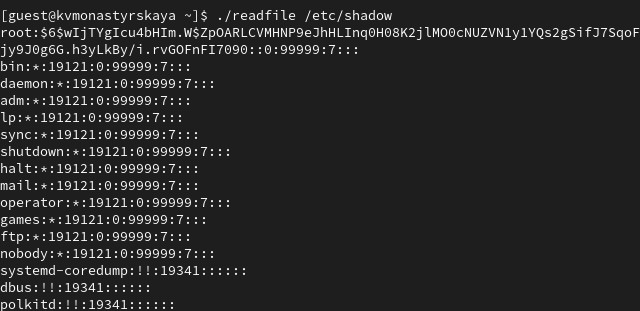 [guest@kvmonastyrskaya ~]$ ./readfile /etc/shadow
root:$6$wIjTYgIcu4bHIm.W$ZpOARLCVMHNP9eJhHLInq0H08K2jlMO0cNUZVN1y1YQs2gSifJ7SqoF
jy9J0g6G.h3yLkBy/i.rvGOFnFI7090::0:99999:7:::
bin:*:19121:0:99999:7:::
daemon:*:19121:0:99999:7:::
adm:*:19121:0:99999:7:::
lp:*:19121:0:99999:7:::
sync:*:19121:0:99999:7:::
shutdown:*:19121:0:99999:7:::
halt:*:19121:0:99999:7:::
mail:*:19121:0:99999:7:::
operator:*:19121:0:99999:7:::
games:*:19121:0:99999:7:::
ftp:*:19121:0:99999:7:::
nobody:*:19121:0:99999:7:::
systemd-coredump:!!:19341::::::
dbus:!!:19341::::::
polkitd:!!:19341::::::